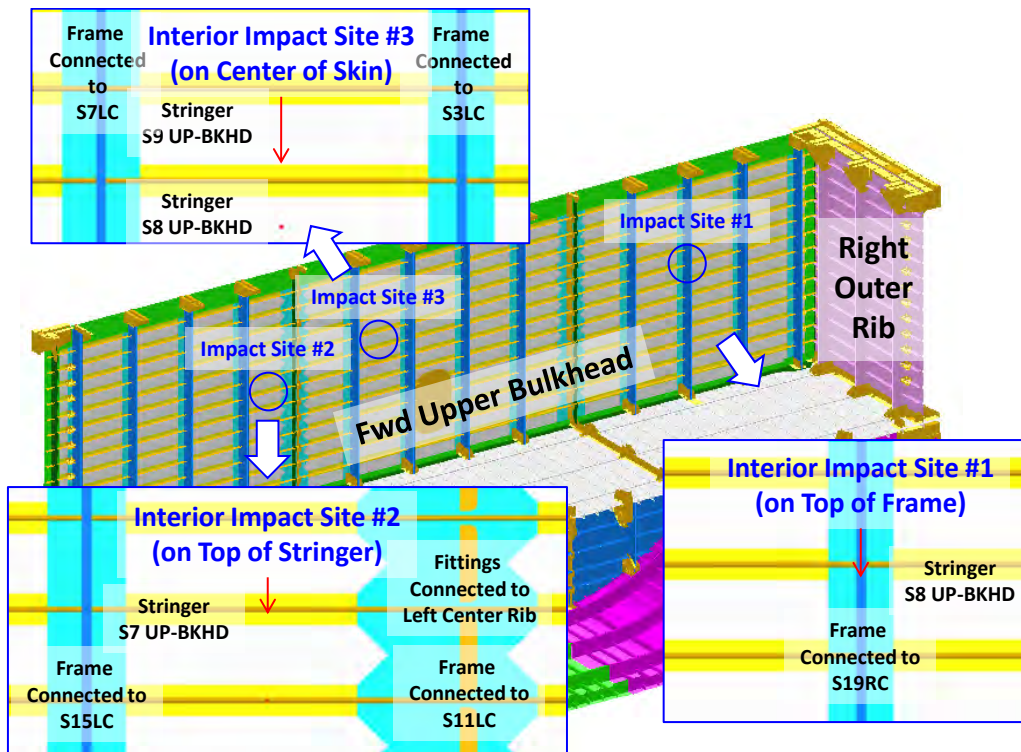 Interior Impact Site #3
(on Center of Skin)
Frame
Connected
to
S7LC
Frame
Connected
to
S3LC
Stringer
S9 UP-BKHD
Stringer
S8 UP-BKHD
Impact Site #1
Impact Site #3
Impact Site #2
Fwd Upper Bulkhead
Right
Outer
Rib
Interior Impact Site #2
(on Top of Stringer)
Stringer
S7 UP-BKHD
Fittings
Connected to
Left Center Rib
Frame
Connected to
S15LC
Frame
Connected to
S11LC
Interior Impact Site #1
(on Top of Frame)
Stringer
S8 UP-BKHD
Frame
Connected to
S19RC